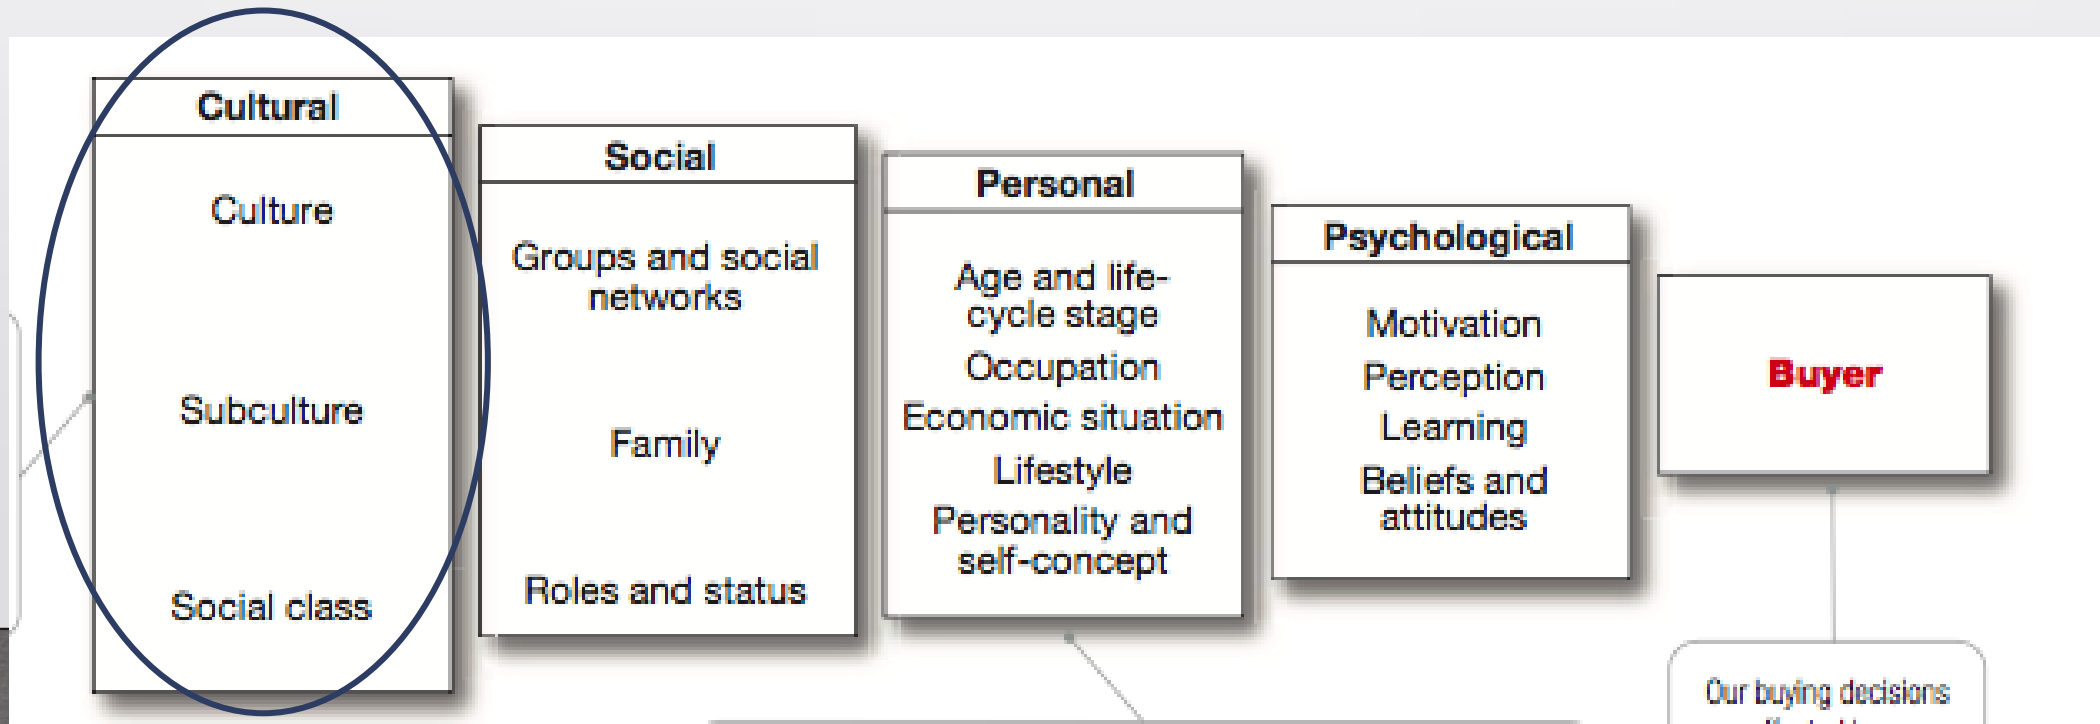 Cultural
Culture
Subculture
Social class
Social
Groups and social
networks
Family
Roles and status
Personal
Age and life-
cycle stage
Occupation
Economic situation
Lifestyle
Personality and
self-concept
Psychological
Motivation
Perception
Learning
Beliefs and
attitudes
Buyer
Our buying decisions